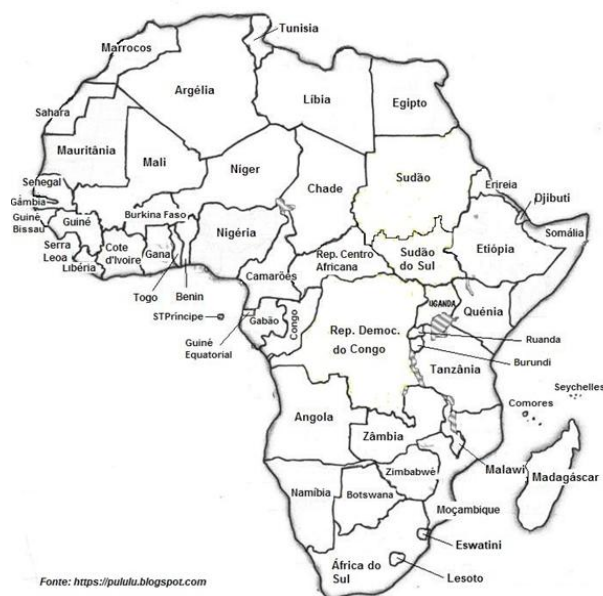 Tunisia
Marrocos
Argélia
Líbia
Egipto
Sahara
Mauritânia
Mali
Níger
Chade
Sudão
Erireia
Djibuti
Senegal
Gâmbia
Guiné
Bissau
Guiné
Burkina Faso
Nigéria
Serra
Leoa
Libéria
Cote
d'Ivoire
Gana
Togo
Benin
Camarões
Rep. Centro
Africana
Sudão
do Sul
Etiópia
Somália
STPríncipe
Guiné
Equatorial
Gabão
Congo
Rep. Democ.
do Congo
UGANDA
Quénia
Ruanda
Burundi
Tanzânia
Seychelles
Comores
Angola
Zâmbia
Malawi
Madagáscar
Zimbabwè
Namíbia
Botswana
Moçambique
Eswatini
África do
Sul
Lesoto
Fonte: https://pululu.blogspot.com